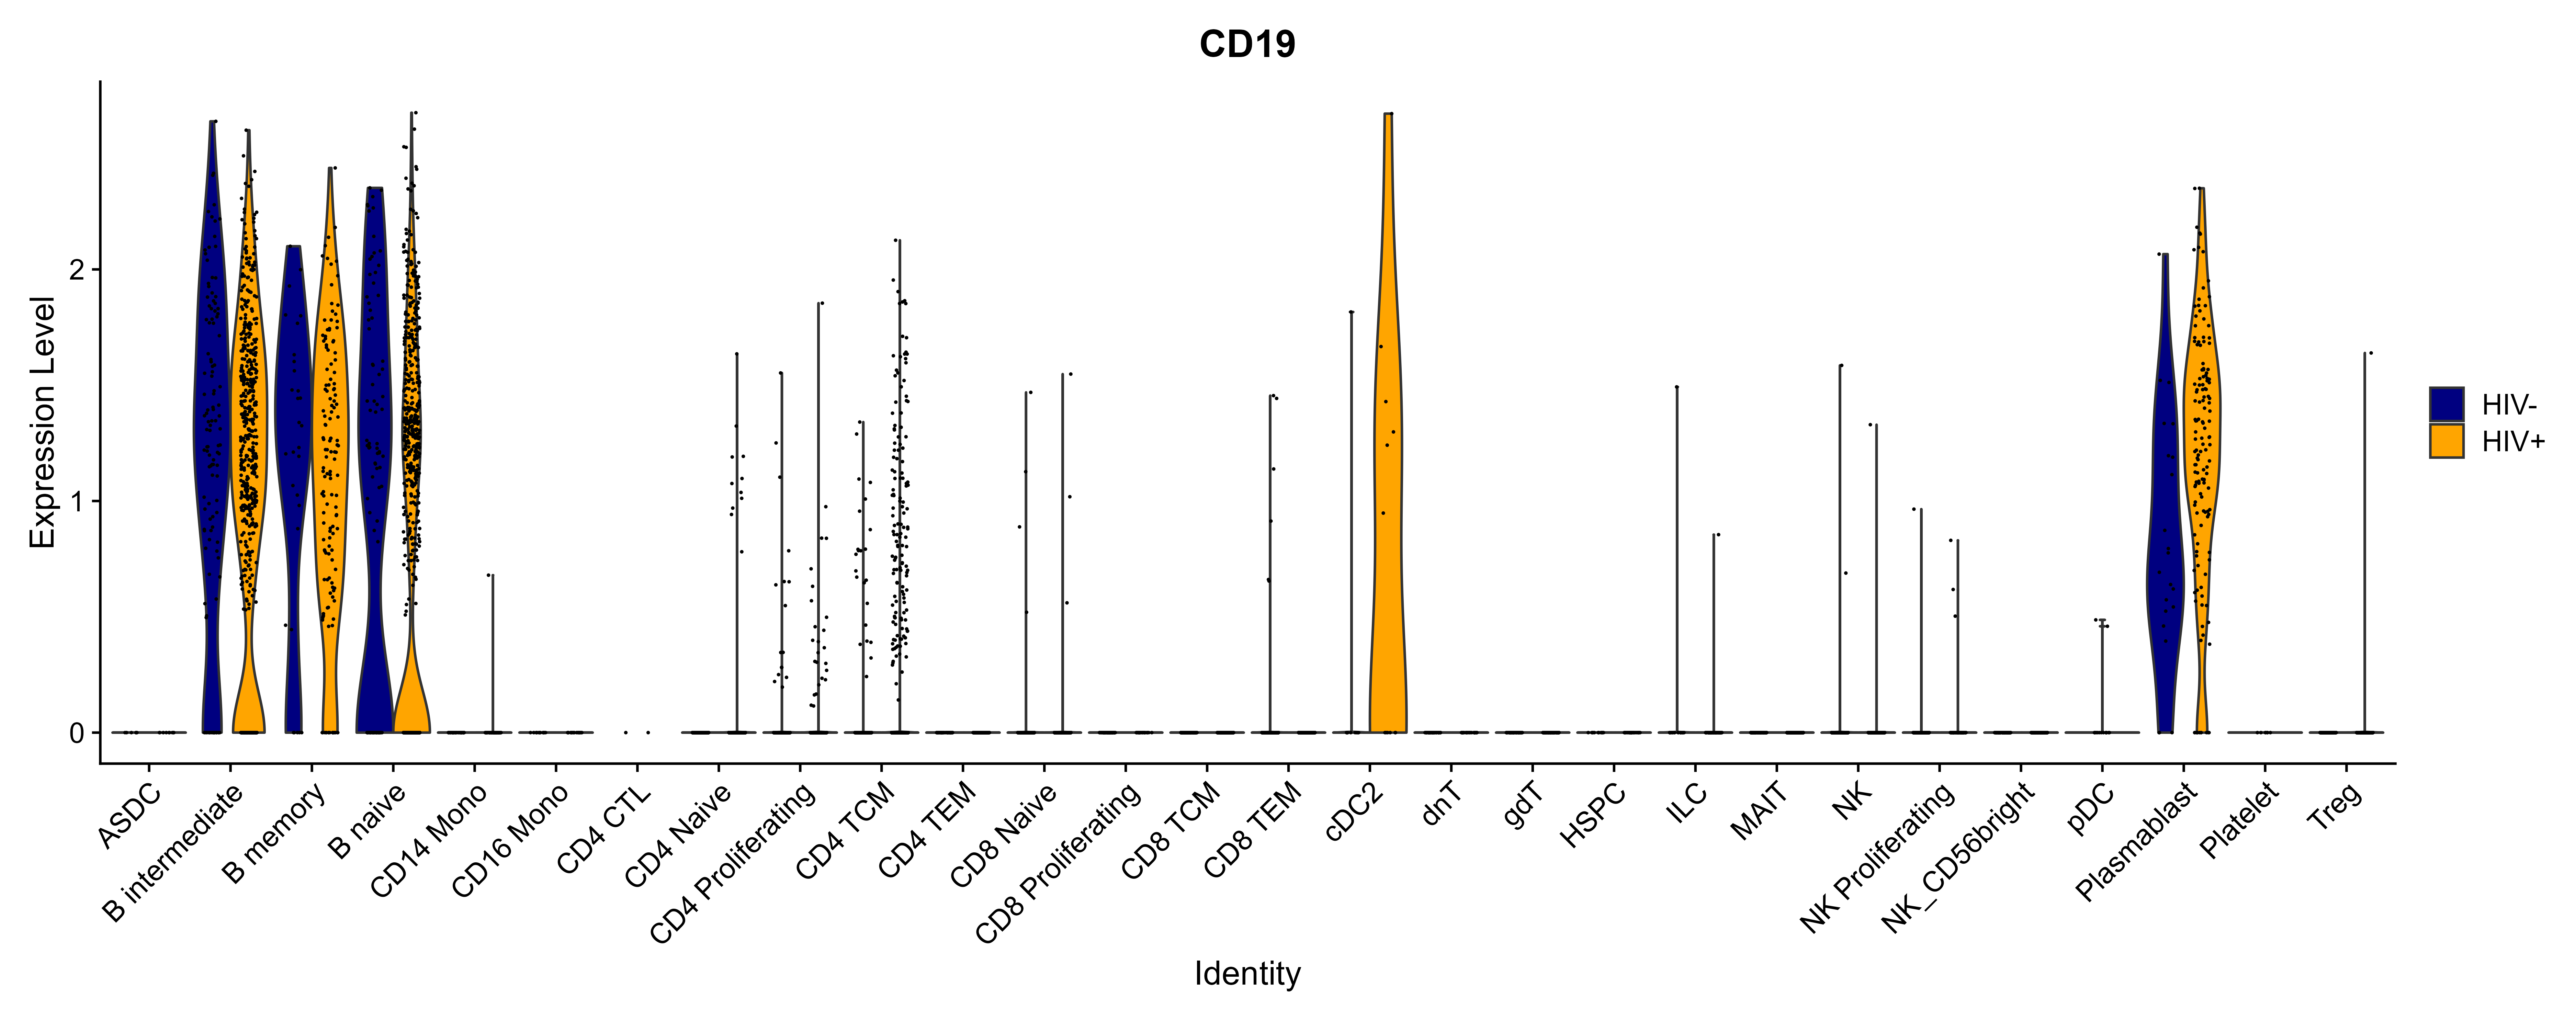 CD19
Expression Level
2
1
0
HIV-
HIV+
ASDC
B intermediate
B memory
B naive
CD14 Mono
CD16 Mono
CD4 CTL
CD4 Naive
CD4 Proliferating
CD4 TCM
CD4 TEM
CD8 Naive
CD8 Proliferating
CD8 TCM
CD8 TEM
cDC2
dnT
gdT
HSPC
ILC
MAIT
NK
NK Proliferating
NK_CD56bright
pDC
Plasmablast
Platelet
Treg
Identity